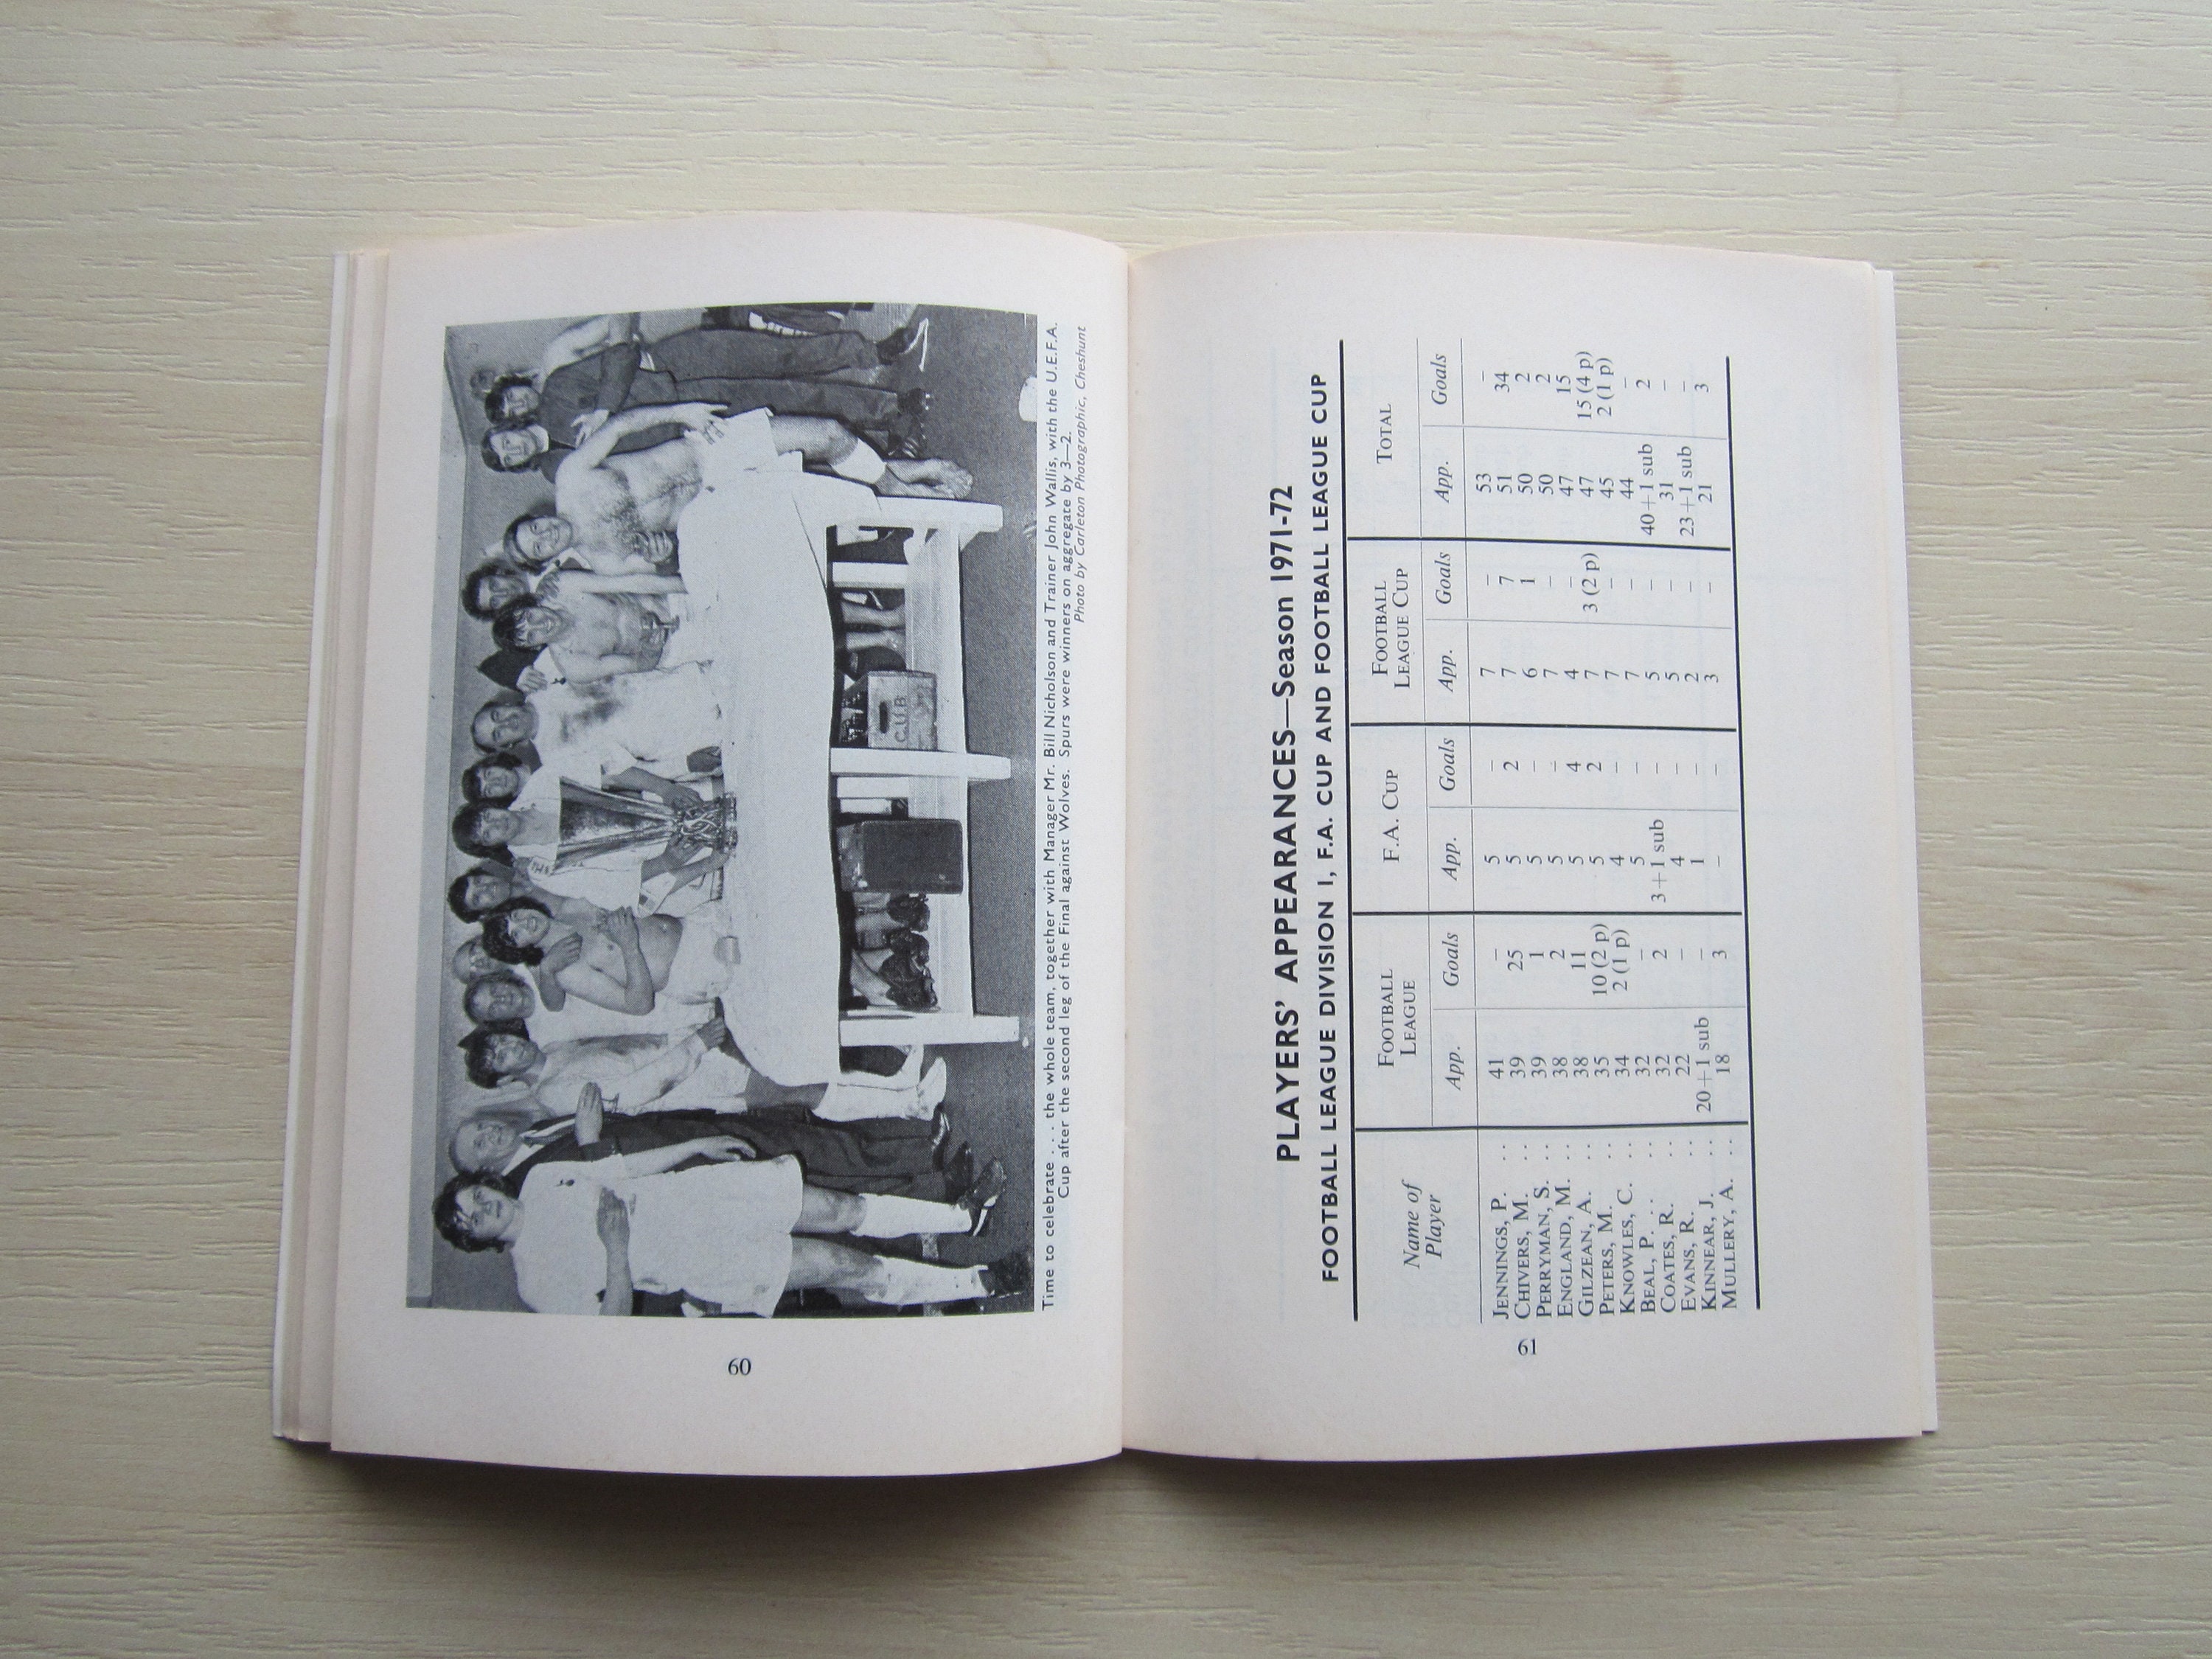 Time to celebrate . . . the whole team, together with Manager Mr. Bill Nicholson and Trainer John Wallis, with the U.E.F.A.
Cup after the second leg of the Final against Wolves. Spurs were winners on aggregate by 3—2.
Photo by Carleton Photographic, Cheshunt
C.U.B
60
PLAYERS' APPEARANCES—Season 1971-72
FOOTBALL LEAGUE DIVISION I, F.A. CUP AND FOOTBALL LEAGUE CUP
Name of Player FOOTBALL LEAGUE F.A. CUP FOOTBALL LEAGUE CUP TOTAL
App. Goals App. Goals App. Goals App. Goals
JENNINGS, P. .. 41 – 5 – 7 – 53 –
CHIVERS, M. .. 39 25 5 2 7 7 51 34
PERRYMAN, S. .. 39 1 5 – 6 1 50 2
ENGLAND, M. .. 38 2 5 – 7 – 50 2
GILZEAN, A. .. 38 11 5 4 4 – 47 15
PETERS, M. .. 35 10 (2 p) 5 2 7 3 (2 p) 47 15 (4 p)
KNOWLES, C. .. 34 2 (1 p) 4 – 7 – 45 2 (1 p)
BEAL, P. .. .. 32 – 5 – 7 – 44 –
COATES, R. .. 32 2 3+1 sub – 5 – 40+1 sub 2
EVANS, R. .. 22 – 4 – 5 – 31 –
KINNEAR, J. .. 20+1 sub – 1 – 2 – 23+1 sub –
MULLERY, A. .. 18 3 – – 3 – 21 3
61